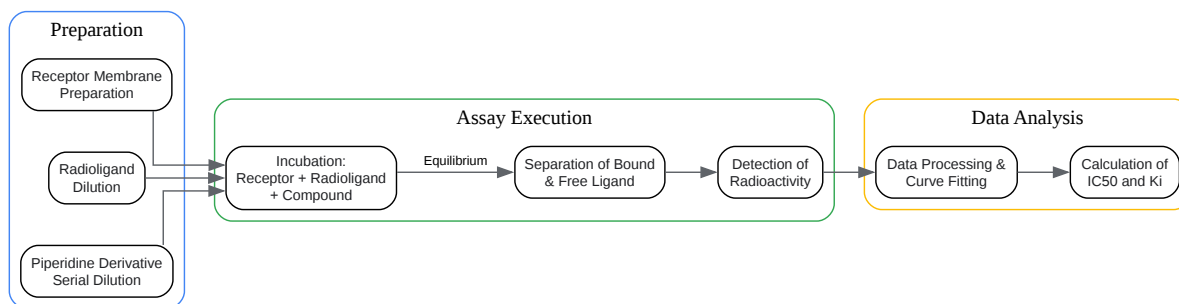 Preparation
Receptor Membrane
Preparation
Radioligand
Dilution
Piperidine Derivative
Serial Dilution
Assay Execution
Incubation:
Receptor + Radioligand
+ Compound
Equilibrium
Separation of Bound
& Free Ligand
Detection of
Radioactivity
Data Analysis
Data Processing &
Curve Fitting
Calculation of
IC50 and Ki